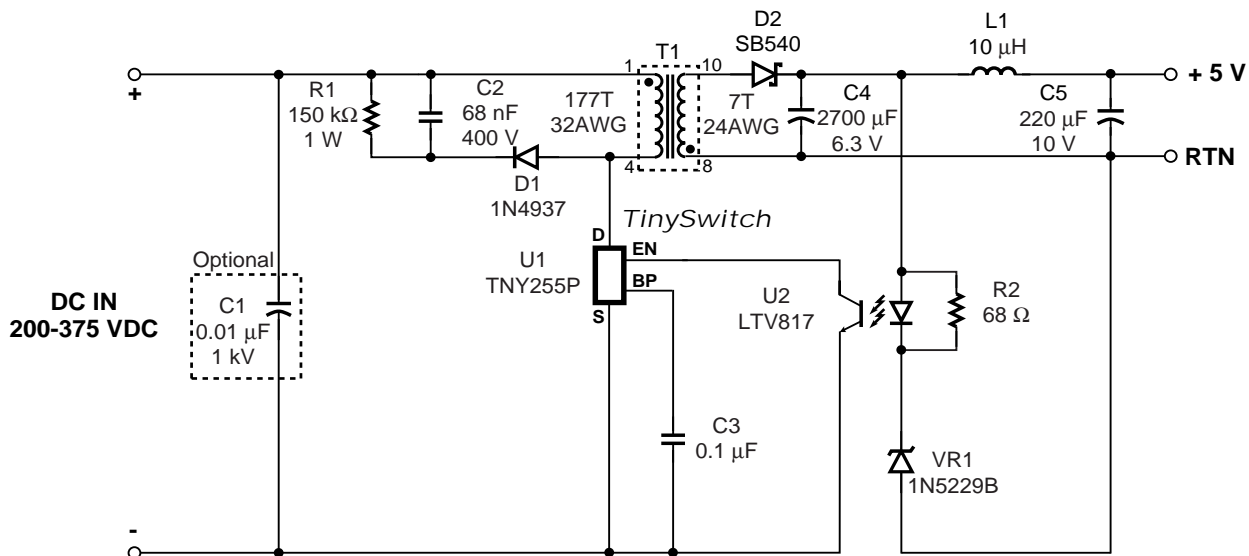 D2
SB540
L1
10 μH
T1
1
10
+ 5 V
+
R1
150 kΩ
1 W
C2
68 nF
400 V
177T
32AWG
7T
24AWG
C4
2700 μF
6.3 V
C5
220 μF
10 V
4
8
RTN
D1
1N4937
TinySwitch
D
EN
U1
TNY255P
BP
S
Optional
C1
0.01 μF
1 kV
DC IN
200-375 VDC
U2
LTV817
R2
68 Ω
C3
0.1 μF
VR1
1N5229B
-